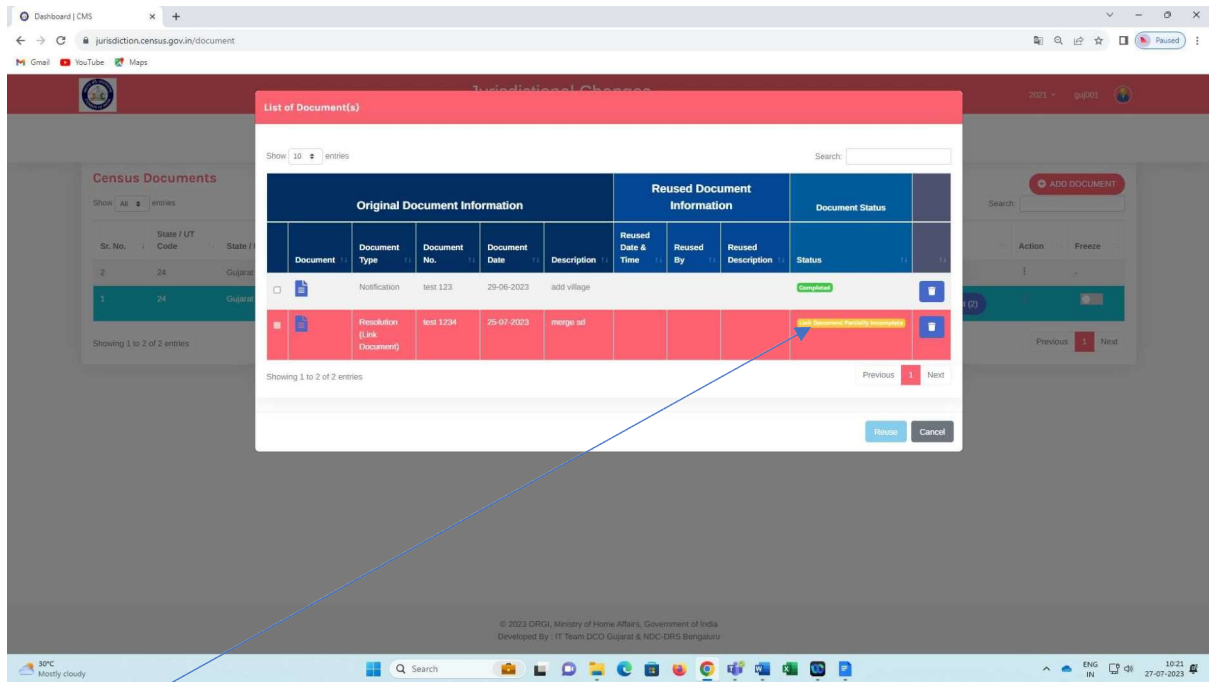 Dashboard | CMS
jurisdiction.census.gov.in/document
Paused
Gmail YouTube Maps
Jurisdictional Changes
2021 guj001
List of Document(s)
Show 10 entries
Search:
Census Documents
ADD DOCUMENT
Show All entries
Search:
Original Document Information
Reused Document Information
Document Status
Document
Document Type
Document No.
Document Date
Description
Reused Date & Time
Reused By
Reused Description
Status
Sr. No.
State / UT Code
State /
Action
Freeze
Notification test 123 29-06-2023 add village Completed
Resolution (Link Document) test 1234 25-07-2023 merge sd Link Document Partially Incomplete
2 24 Gujarat
1 24 Gujarat
(2)
Showing 1 to 2 of 2 entries
Previous 1 Next
Showing 1 to 2 of 2 entries
Previous 1 Next
Reuse Cancel
© 2023 ORGI, Ministry of Home Affairs, Government of India
Developed By : IT Team DCO Gujarat & NDC-DRS Bengaluru
30°C
Mostly cloudy
Search
ENG
IN
10:21
27-07-2023